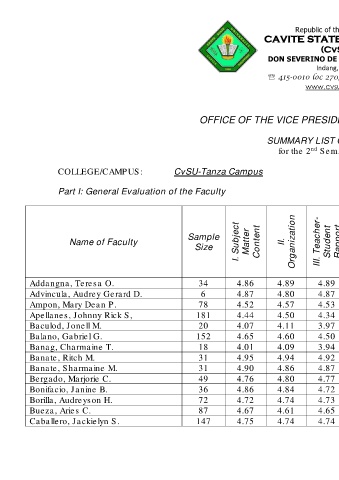 Republic of the
CAVITE STATE
(CvS
DON SEVERINO DE
Indang,
☏ 415-0010 loc 270,
www.cvsu
OFFICE OF THE VICE PRESID
SUMMARY LIST O
for the 2nd Sem
COLLEGE/CAMPUS: CvSU-Tanza Campus
Part I: General Evaluation of the Faculty
Name of Faculty Sample Size I. Subject Matter Content II. Organization III. Teacher-Student Rapport
Addangna, Teresa O. 34 4.86 4.89 4.89
Advincula, Audrey Gerard D. 6 4.87 4.80 4.87
Ampon, Mary Dean P. 78 4.52 4.57 4.53
Apellanes, Johnny Rick S, 181 4.44 4.50 4.34
Baculod, Jonell M. 20 4.07 4.11 3.97
Balano, Gabriel G. 152 4.65 4.60 4.50
Banag, Charmaine T. 18 4.01 4.09 3.94
Banate, Ritch M. 31 4.95 4.94 4.92
Banate, Sharmaine M. 31 4.90 4.86 4.87
Bergado, Marjorie C. 49 4.76 4.80 4.77
Bonifacio, Janine B. 36 4.86 4.84 4.72
Borilla, Audreyson H. 72 4.72 4.74 4.73
Bueza, Aries C. 87 4.67 4.61 4.65
Caballero, Jackielyn S. 147 4.75 4.74 4.74